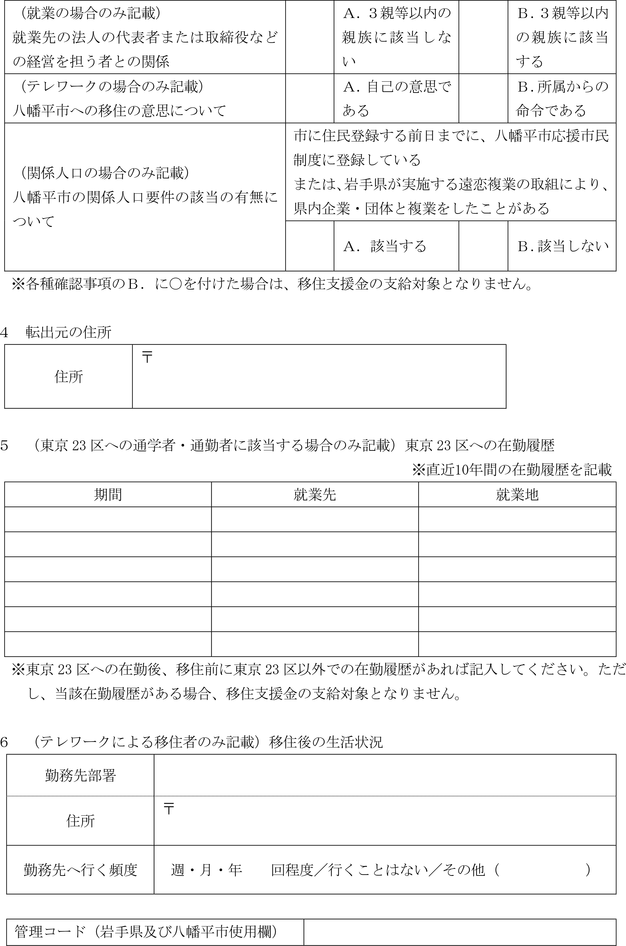 （就業の場合のみ記載）
就業先の法人の代表者または取締役など
の経営を担う者との関係
Ａ．３親等以内の
親族に該当しな
い
Ｂ．３親等以内
の親族に該当
する
（テレワークの場合のみ記載）
八幡平市への移住の意思について
Ａ．自己の意思で
ある
Ｂ．所属からの
命令である
（関係人口の場合のみ記載）
八幡平市の関係人口要件の該当の有無に
ついて
市に住民登録する前日までに、八幡平市応援市民
制度に登録している
または、岩手県が実施する遠恋複業の取組により、
県内企業・団体と複業をしたことがある
Ａ．該当する
Ｂ．該当しない
※各種確認事項のＢ．に○を付けた場合は、移住支援金の支給対象となりません。
４　転出元の住所
住所
〒
５　（東京 23 区への通学者・通勤者に該当する場合のみ記載）東京 23 区への在勤履歴
※直近10年間の在勤履歴を記載
期間
就業先
就業地
※東京 23 区への在勤後、移住前に東京 23 区以外での在勤履歴があれば記入してください。ただ
し、当該在勤履歴がある場合、移住支援金の支給対象となりません。
６　（テレワークによる移住者のみ記載）移住後の生活状況
勤務先部署
住所
〒
勤務先へ行く頻度
週・月・年　　回程度／行くことはない／その他（　　　　　　）
管理コード（岩手県及び八幡平市使用欄）